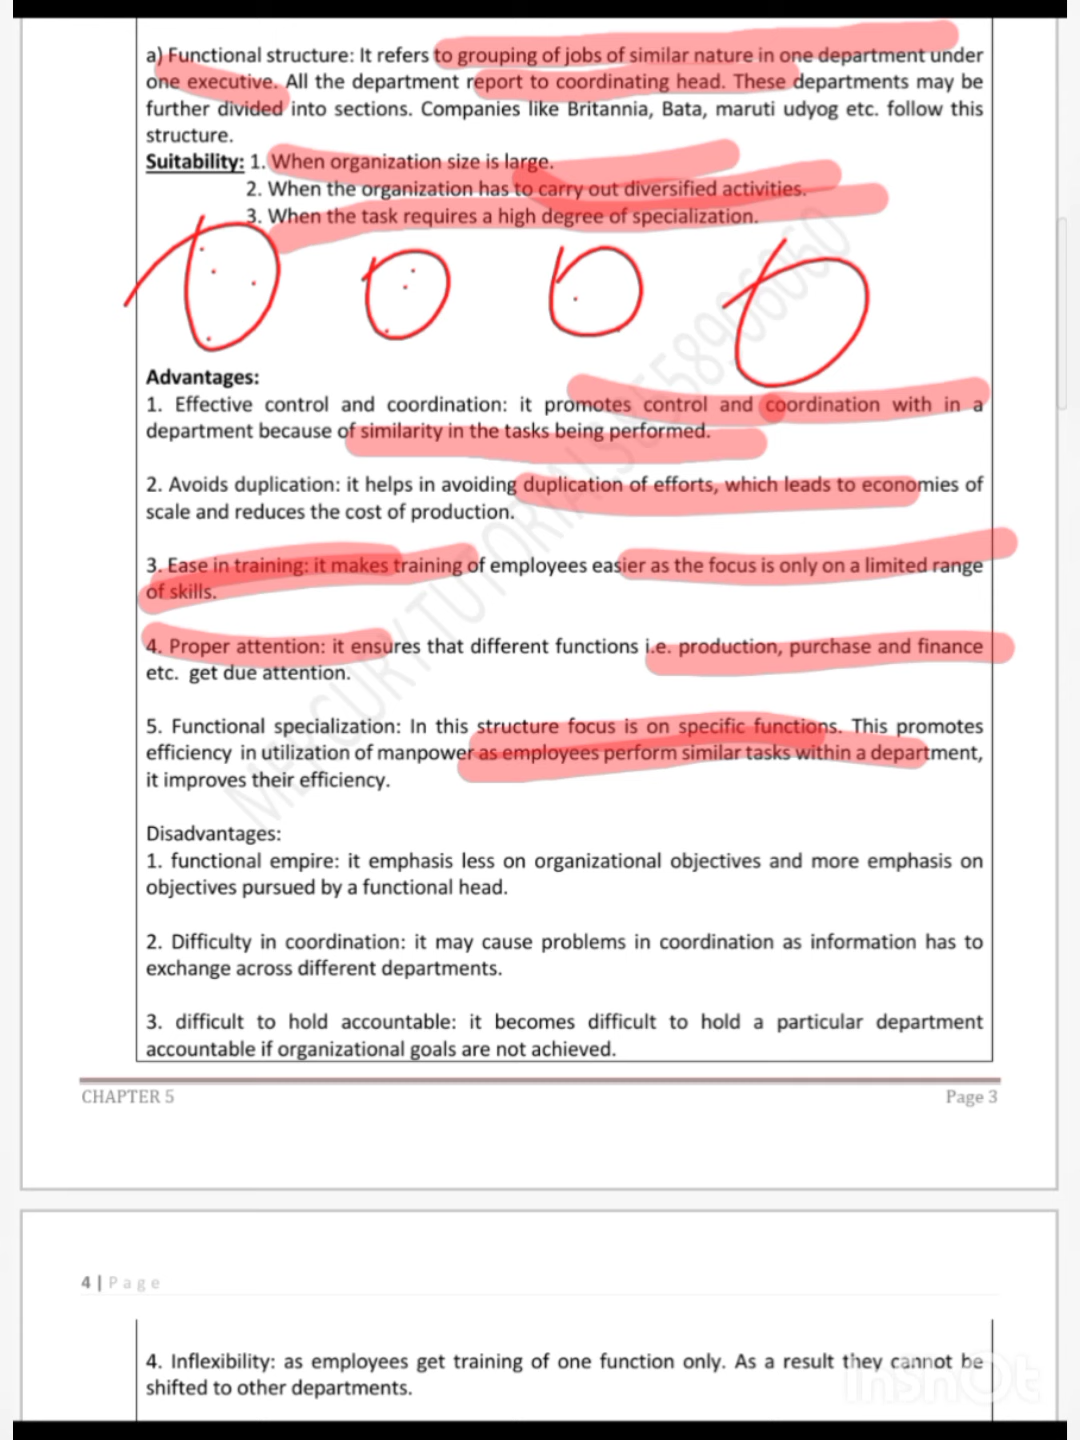 a) Functional structure: It refers to grouping of jobs of similar nature in one department under
one executive. All the department report to coordinating head. These departments may be
further divided into sections. Companies like Britannia, Bata, maruti udyog etc. follow this
structure.
Suitability: 1. When organization size is large.
2. When the organization has to carry out diversified activities.
3. When the task requires a high degree of specialization.
Advantages:
1. Effective control and coordination: it promotes control and coordination with in a
department because of similarity in the tasks being performed.
2. Avoids duplication: it helps in avoiding duplication of efforts, which leads to economies of
scale and reduces the cost of production.
3. Ease in training: it makes training of employees easier as the focus is only on a limited range
of skills.
4. Proper attention: it ensures that different functions i.e. production, purchase and finance
etc. get due attention.
5. Functional specialization: In this structure focus is on specific functions. This promotes
efficiency in utilization of manpower as employees perform similar tasks within a department,
it improves their efficiency.
Disadvantages:
1. functional empire: it emphasis less on organizational objectives and more emphasis on
objectives pursued by a functional head.
2. Difficulty in coordination: it may cause problems in coordination as information has to
exchange across different departments.
3. difficult to hold accountable: it becomes difficult to hold a particular department
accountable if organizational goals are not achieved.
CHAPTER 5 Page 3
4 | Page
4. Inflexibility: as employees get training of one function only. As a result they cannot be
shifted to other departments.
InShOt